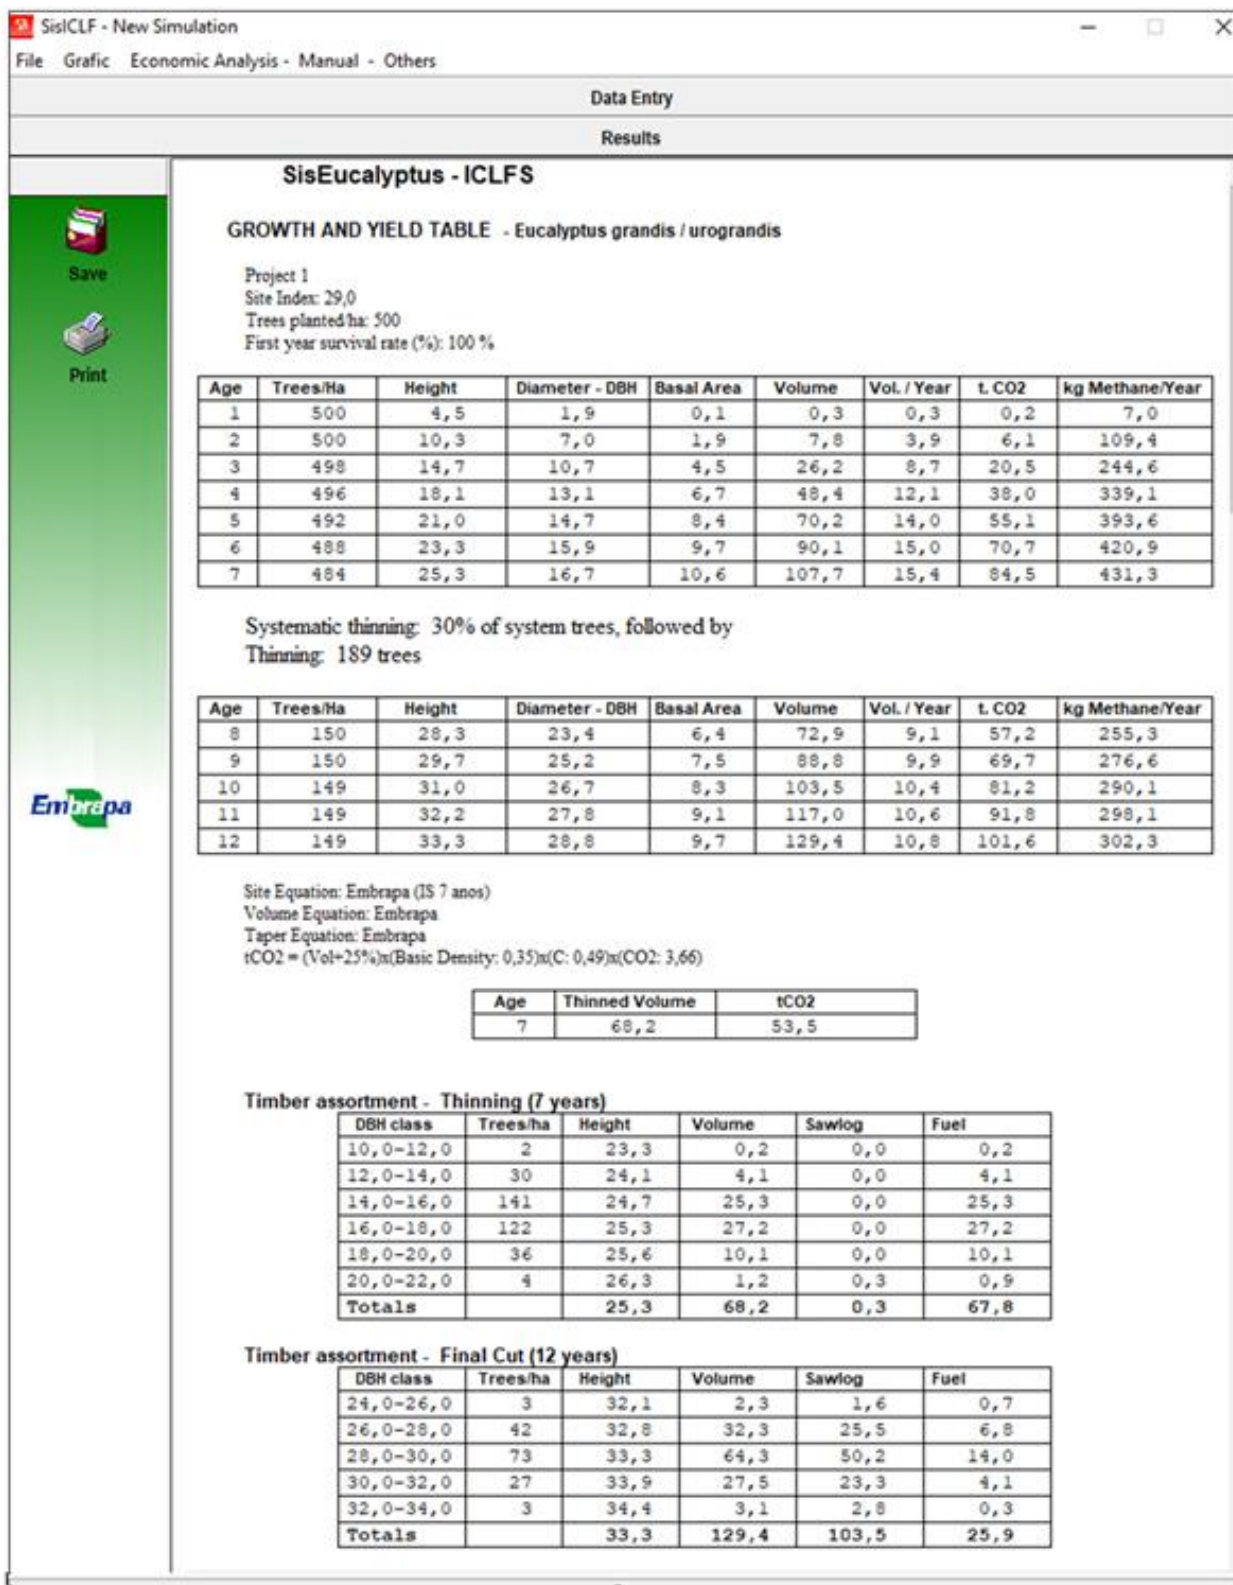 SisICLF - New Simulation
File Grafic Economic Analysis - Manual - Others
Data Entry
Results
Save
Print
Embrapa
SisEucalyptus - ICLFS
GROWTH AND YIELD TABLE - Eucalyptus grandis / urograndis
Project 1
Site Index: 29,0
Trees planted/ha: 500
First year survival rate (%): 100 %
Age Trees/Ha Height Diameter - DBH Basal Area Volume Vol. / Year t. CO2 kg Methane/Year
1 500 4,5 1,9 0,1 0,3 0,3 0,2 7,0
2 500 10,3 7,0 1,9 7,8 3,9 6,1 109,4
3 498 14,7 10,7 4,5 26,2 8,7 20,5 244,6
4 496 18,1 13,1 6,7 48,4 12,1 38,0 339,1
5 492 21,0 14,7 8,4 70,2 14,0 55,1 393,6
6 488 23,3 15,9 9,7 90,1 15,0 70,7 420,9
7 484 25,3 16,7 10,6 107,7 15,4 84,5 431,3
Systematic thinning: 30% of system trees, followed by
Thinning: 189 trees
Age Trees/Ha Height Diameter - DBH Basal Area Volume Vol. / Year t. CO2 kg Methane/Year
8 150 28,3 23,4 6,4 72,9 9,1 57,2 255,3
9 150 29,7 25,2 7,5 88,8 9,9 69,7 276,6
10 149 31,0 26,7 8,3 103,5 10,4 81,2 290,1
11 149 32,2 27,8 9,1 117,0 10,6 91,8 298,1
12 149 33,3 28,8 9,7 129,4 10,8 101,6 302,3
Site Equation: Embrapa (IS 7 anos)
Volume Equation: Embrapa
Taper Equation: Embrapa
tCO2 = (Vol+25%)x(Basic Density: 0,35)x(C: 0,49)x(CO2: 3,66)
Age Thinned Volume tCO2
7 68,2 53,5
Timber assortment - Thinning (7 years)
DBH class Trees/ha Height Volume Sawlog Fuel
10,0-12,0 2 23,3 0,2 0,0 0,2
12,0-14,0 30 24,1 4,1 0,0 4,1
14,0-16,0 141 24,7 25,3 0,0 25,3
16,0-18,0 122 25,3 27,2 0,0 27,2
18,0-20,0 36 25,6 10,1 0,0 10,1
20,0-22,0 4 26,3 1,2 0,3 0,9
Totals 25,3 68,2 0,3 67,8
Timber assortment - Final Cut (12 years)
DBH class Trees/ha Height Volume Sawlog Fuel
24,0-26,0 3 32,1 2,3 1,6 0,7
26,0-28,0 42 32,8 32,3 25,5 6,8
28,0-30,0 73 33,3 64,3 50,2 14,0
30,0-32,0 27 33,9 27,5 23,3 4,1
32,0-34,0 3 34,4 3,1 2,8 0,3
Totals 33,3 129,4 103,5 25,9